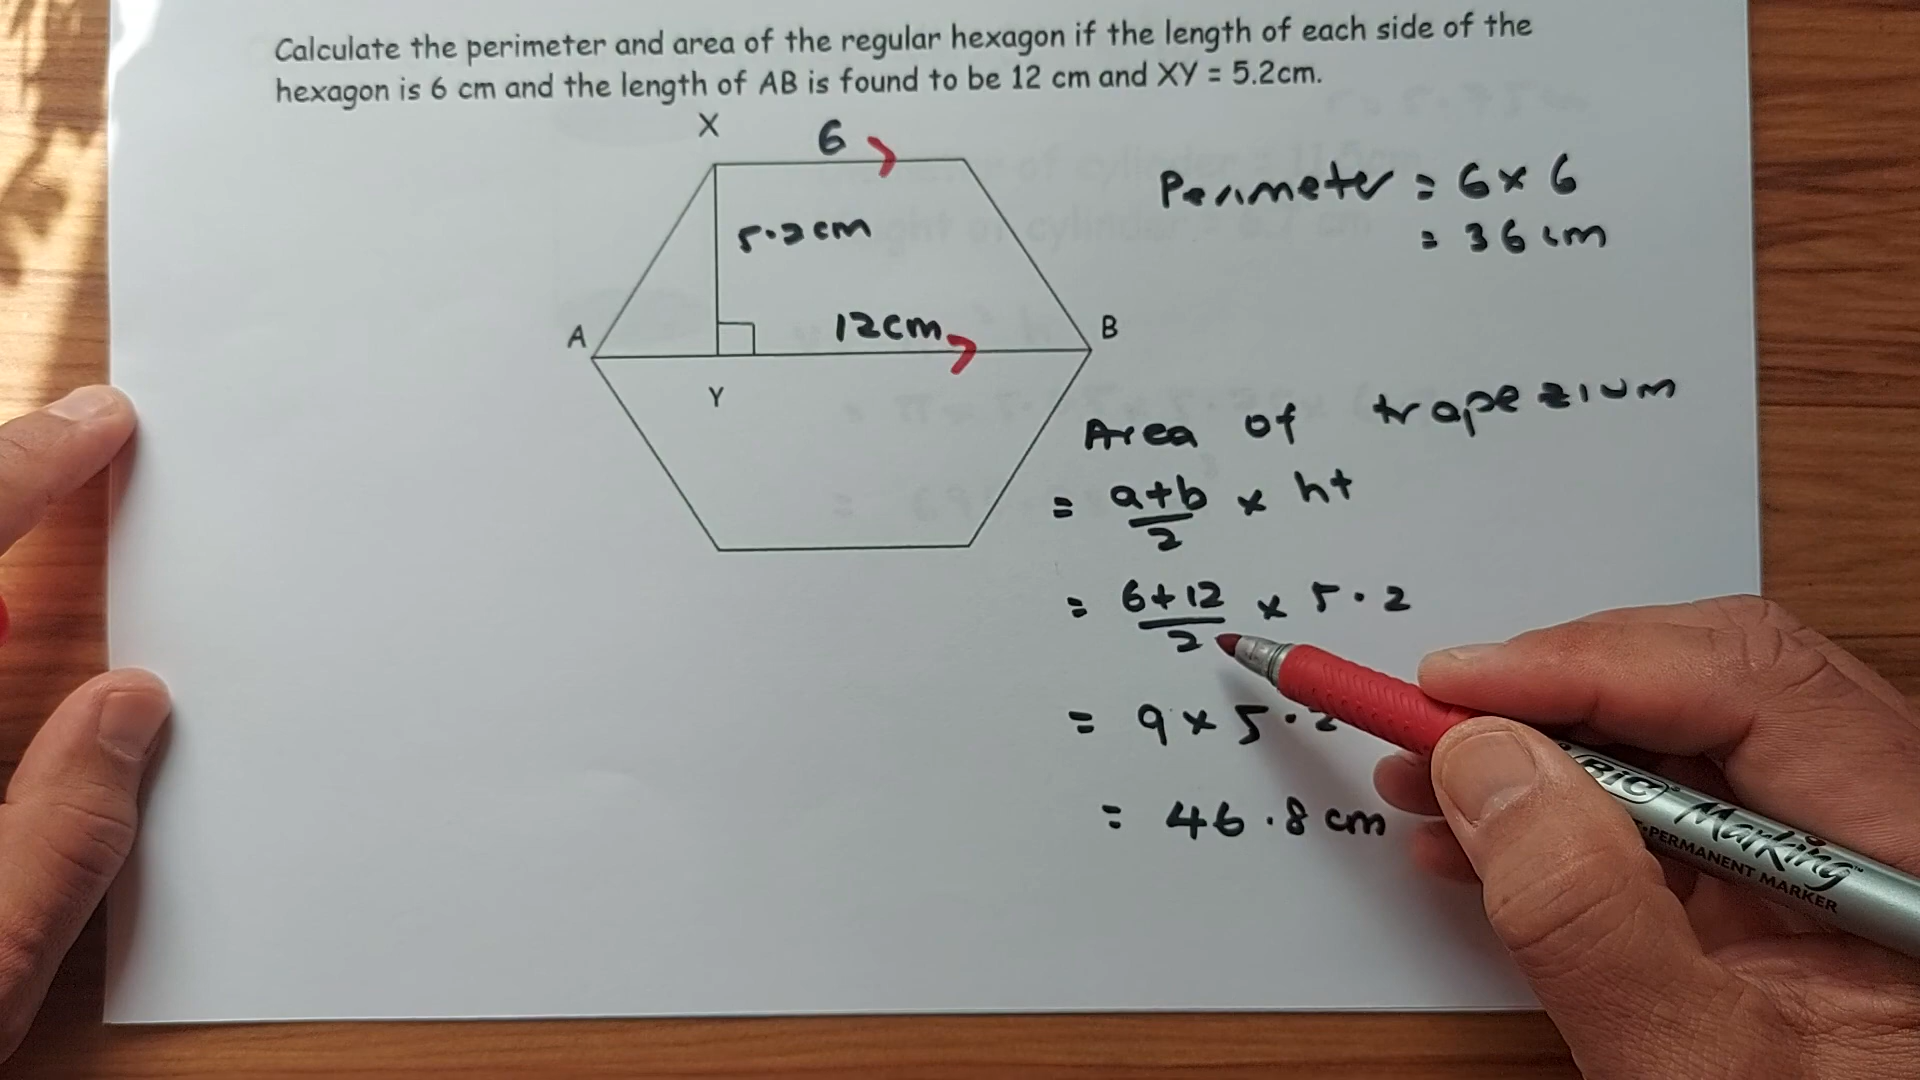 Calculate the perimeter and area of the regular hexagon if the length of each side of the
hexagon is 6 cm and the length of AB is found to be 12 cm and XY = 5.2cm.
X
6
5.2cm
A
12cm
B
Y
Perimeter = 6 × 6
= 36 cm
Area of trapezium
= a+b/2 × ht
= 6+12/2 × 5.2
= 9 × 5.2
= 46.8 cm
BIC Marking
PERMANENT MARKER